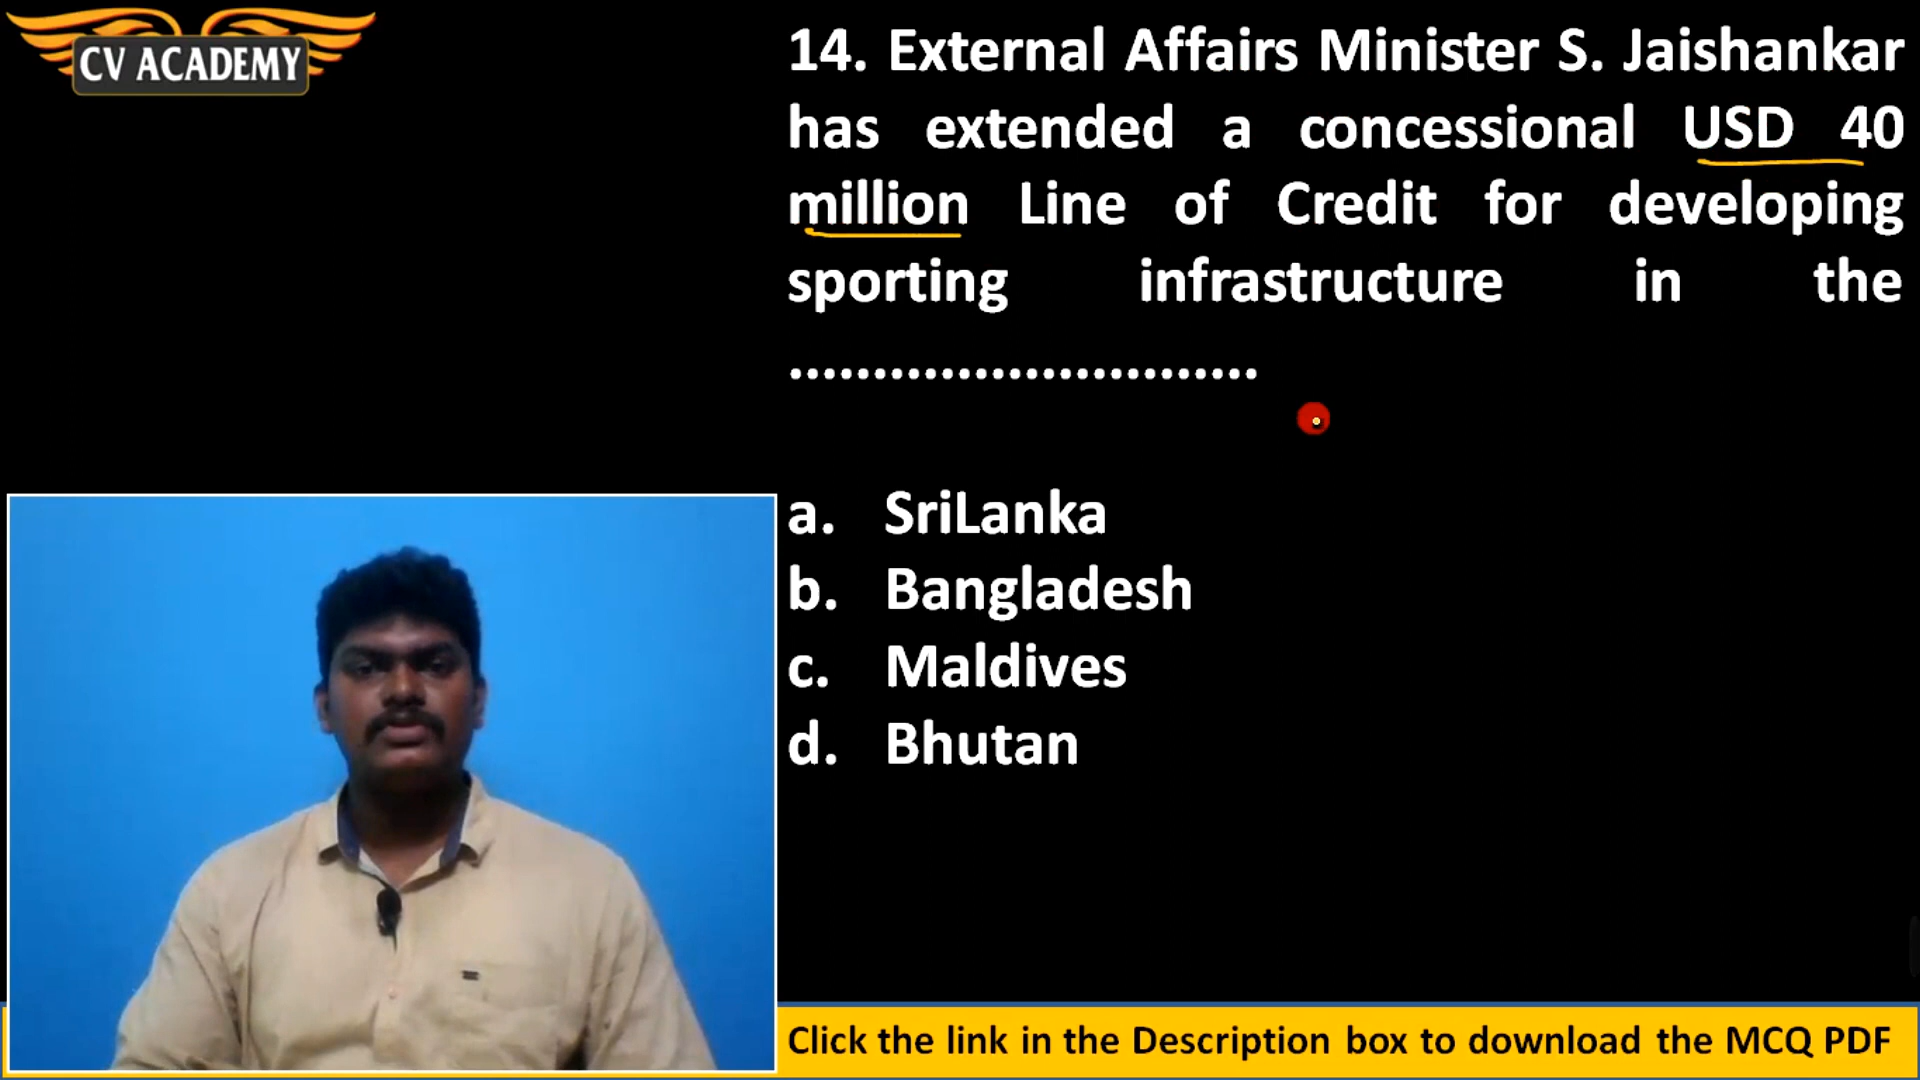 CV ACADEMY
14. External Affairs Minister S. Jaishankar
has extended a concessional USD 40
million Line of Credit for developing
sporting infrastructure in the
............................
a. SriLanka
b. Bangladesh
c. Maldives
d. Bhutan
Click the link in the Description box to download the MCQ PDF